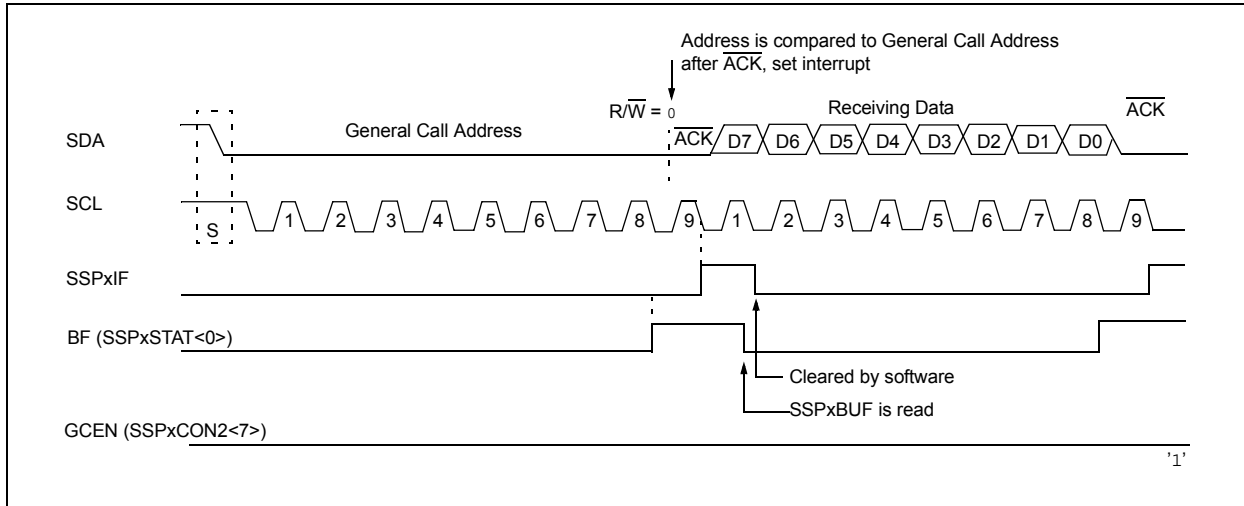 Address is compared to General Call Address
after ACK, set interrupt
R/W = 0
Receiving Data
ACK
SDA
General Call Address
ACK
D7 D6 D5 D4 D3 D2 D1 D0
SCL
S
1 2 3 4 5 6 7 8 9 1 2 3 4 5 6 7 8 9
SSPxIF
BF (SSPxSTAT<0>)
Cleared by software
SSPxBUF is read
GCEN (SSPxCON2<7>)
'1'